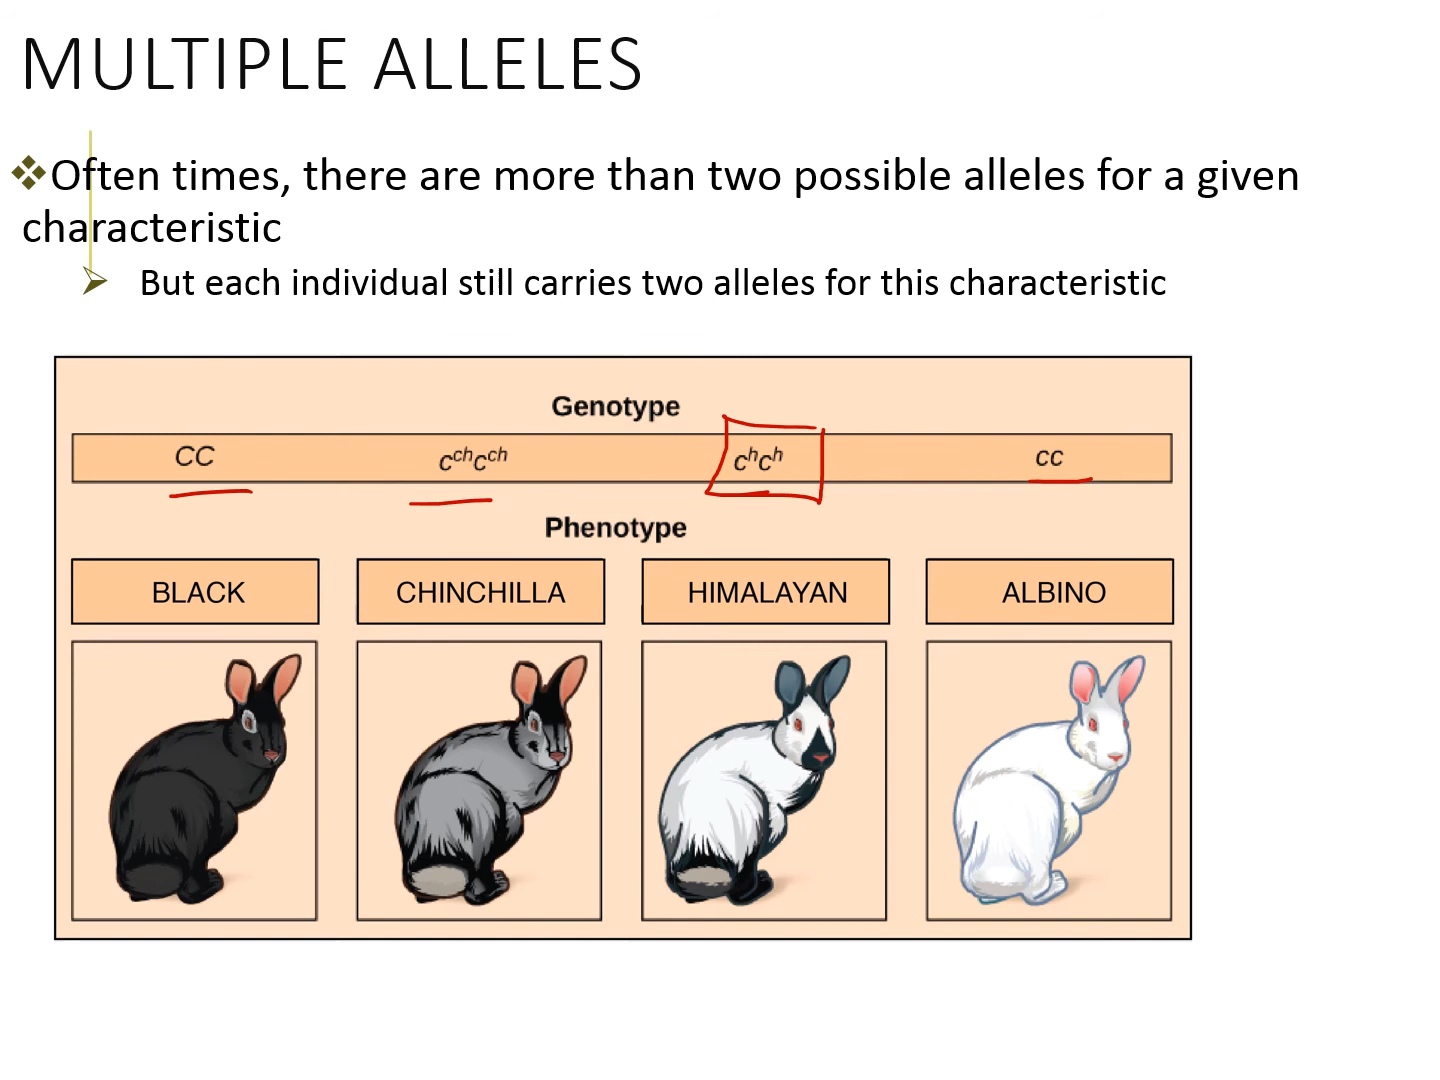 MULTIPLE ALLELES
Often times, there are more than two possible alleles for a given
characteristic
But each individual still carries two alleles for this characteristic
Genotype
CC c^ch c^ch c^h c^h cc
Phenotype
BLACK CHINCHILLA HIMALAYAN ALBINO